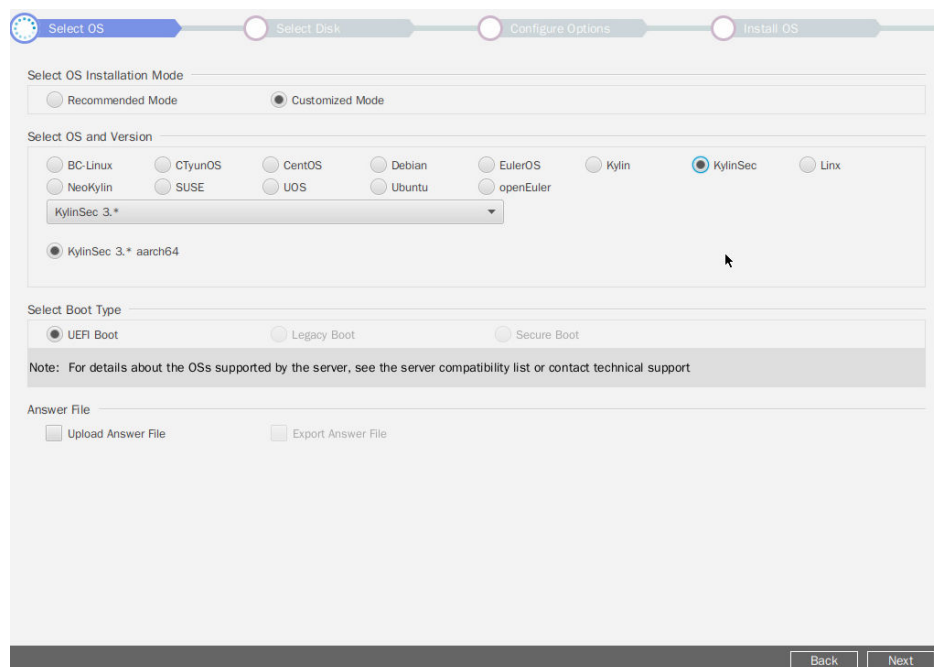 Select OS Select Disk Configure Options Install OS
Select OS Installation Mode
Recommended Mode Customized Mode
Select OS and Version
BC-Linux CTyunOS CentOS Debian EulerOS Kylin KylinSec Linx
NeoKylin SUSE UOS Ubuntu openEuler
KylinSec 3.*
KylinSec 3.* aarch64
Select Boot Type
UEFI Boot Legacy Boot Secure Boot
Note: For details about the OSs supported by the server, see the server compatibility list or contact technical support
Answer File
Upload Answer File Export Answer File
Back Next